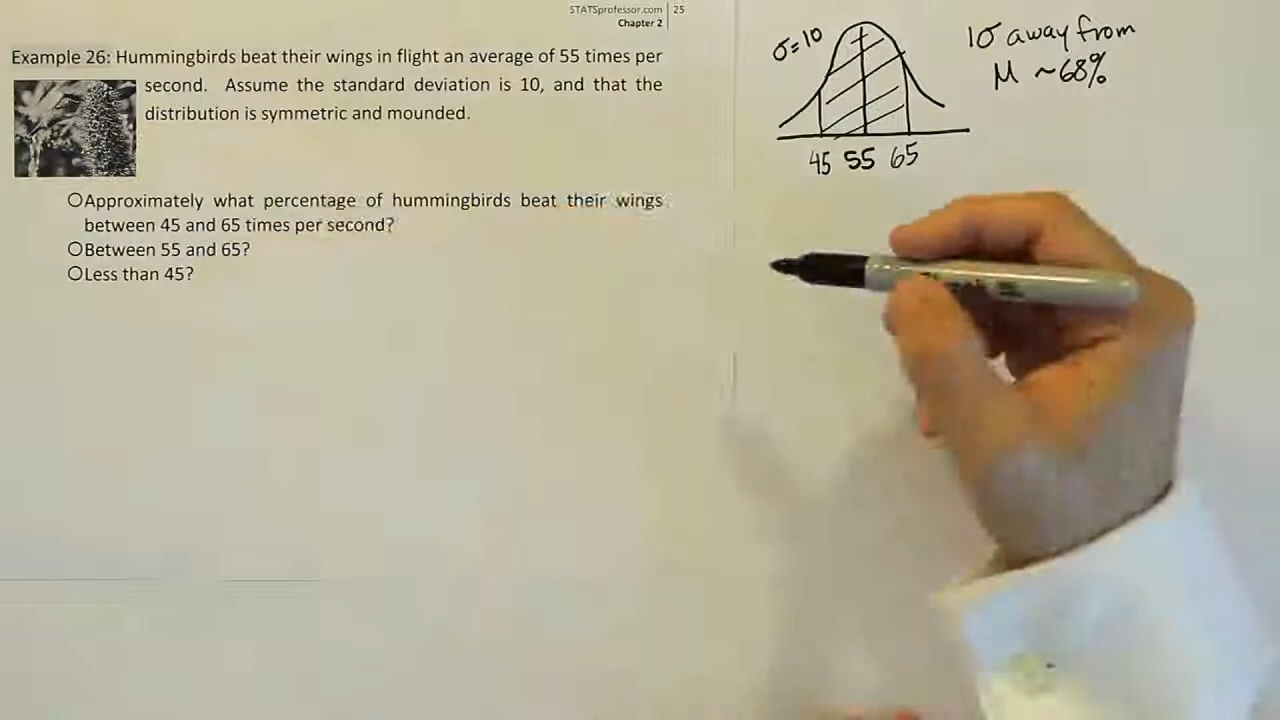 STATSprofessor.com | 25
Chapter 2
Example 26: Hummingbirds beat their wings in flight an average of 55 times per
second. Assume the standard deviation is 10, and that the
distribution is symmetric and mounded.
Approximately what percentage of hummingbirds beat their wings
between 45 and 65 times per second?
Between 55 and 65?
Less than 45?
σ=10
45 55 65
1σ away from
M ~68%